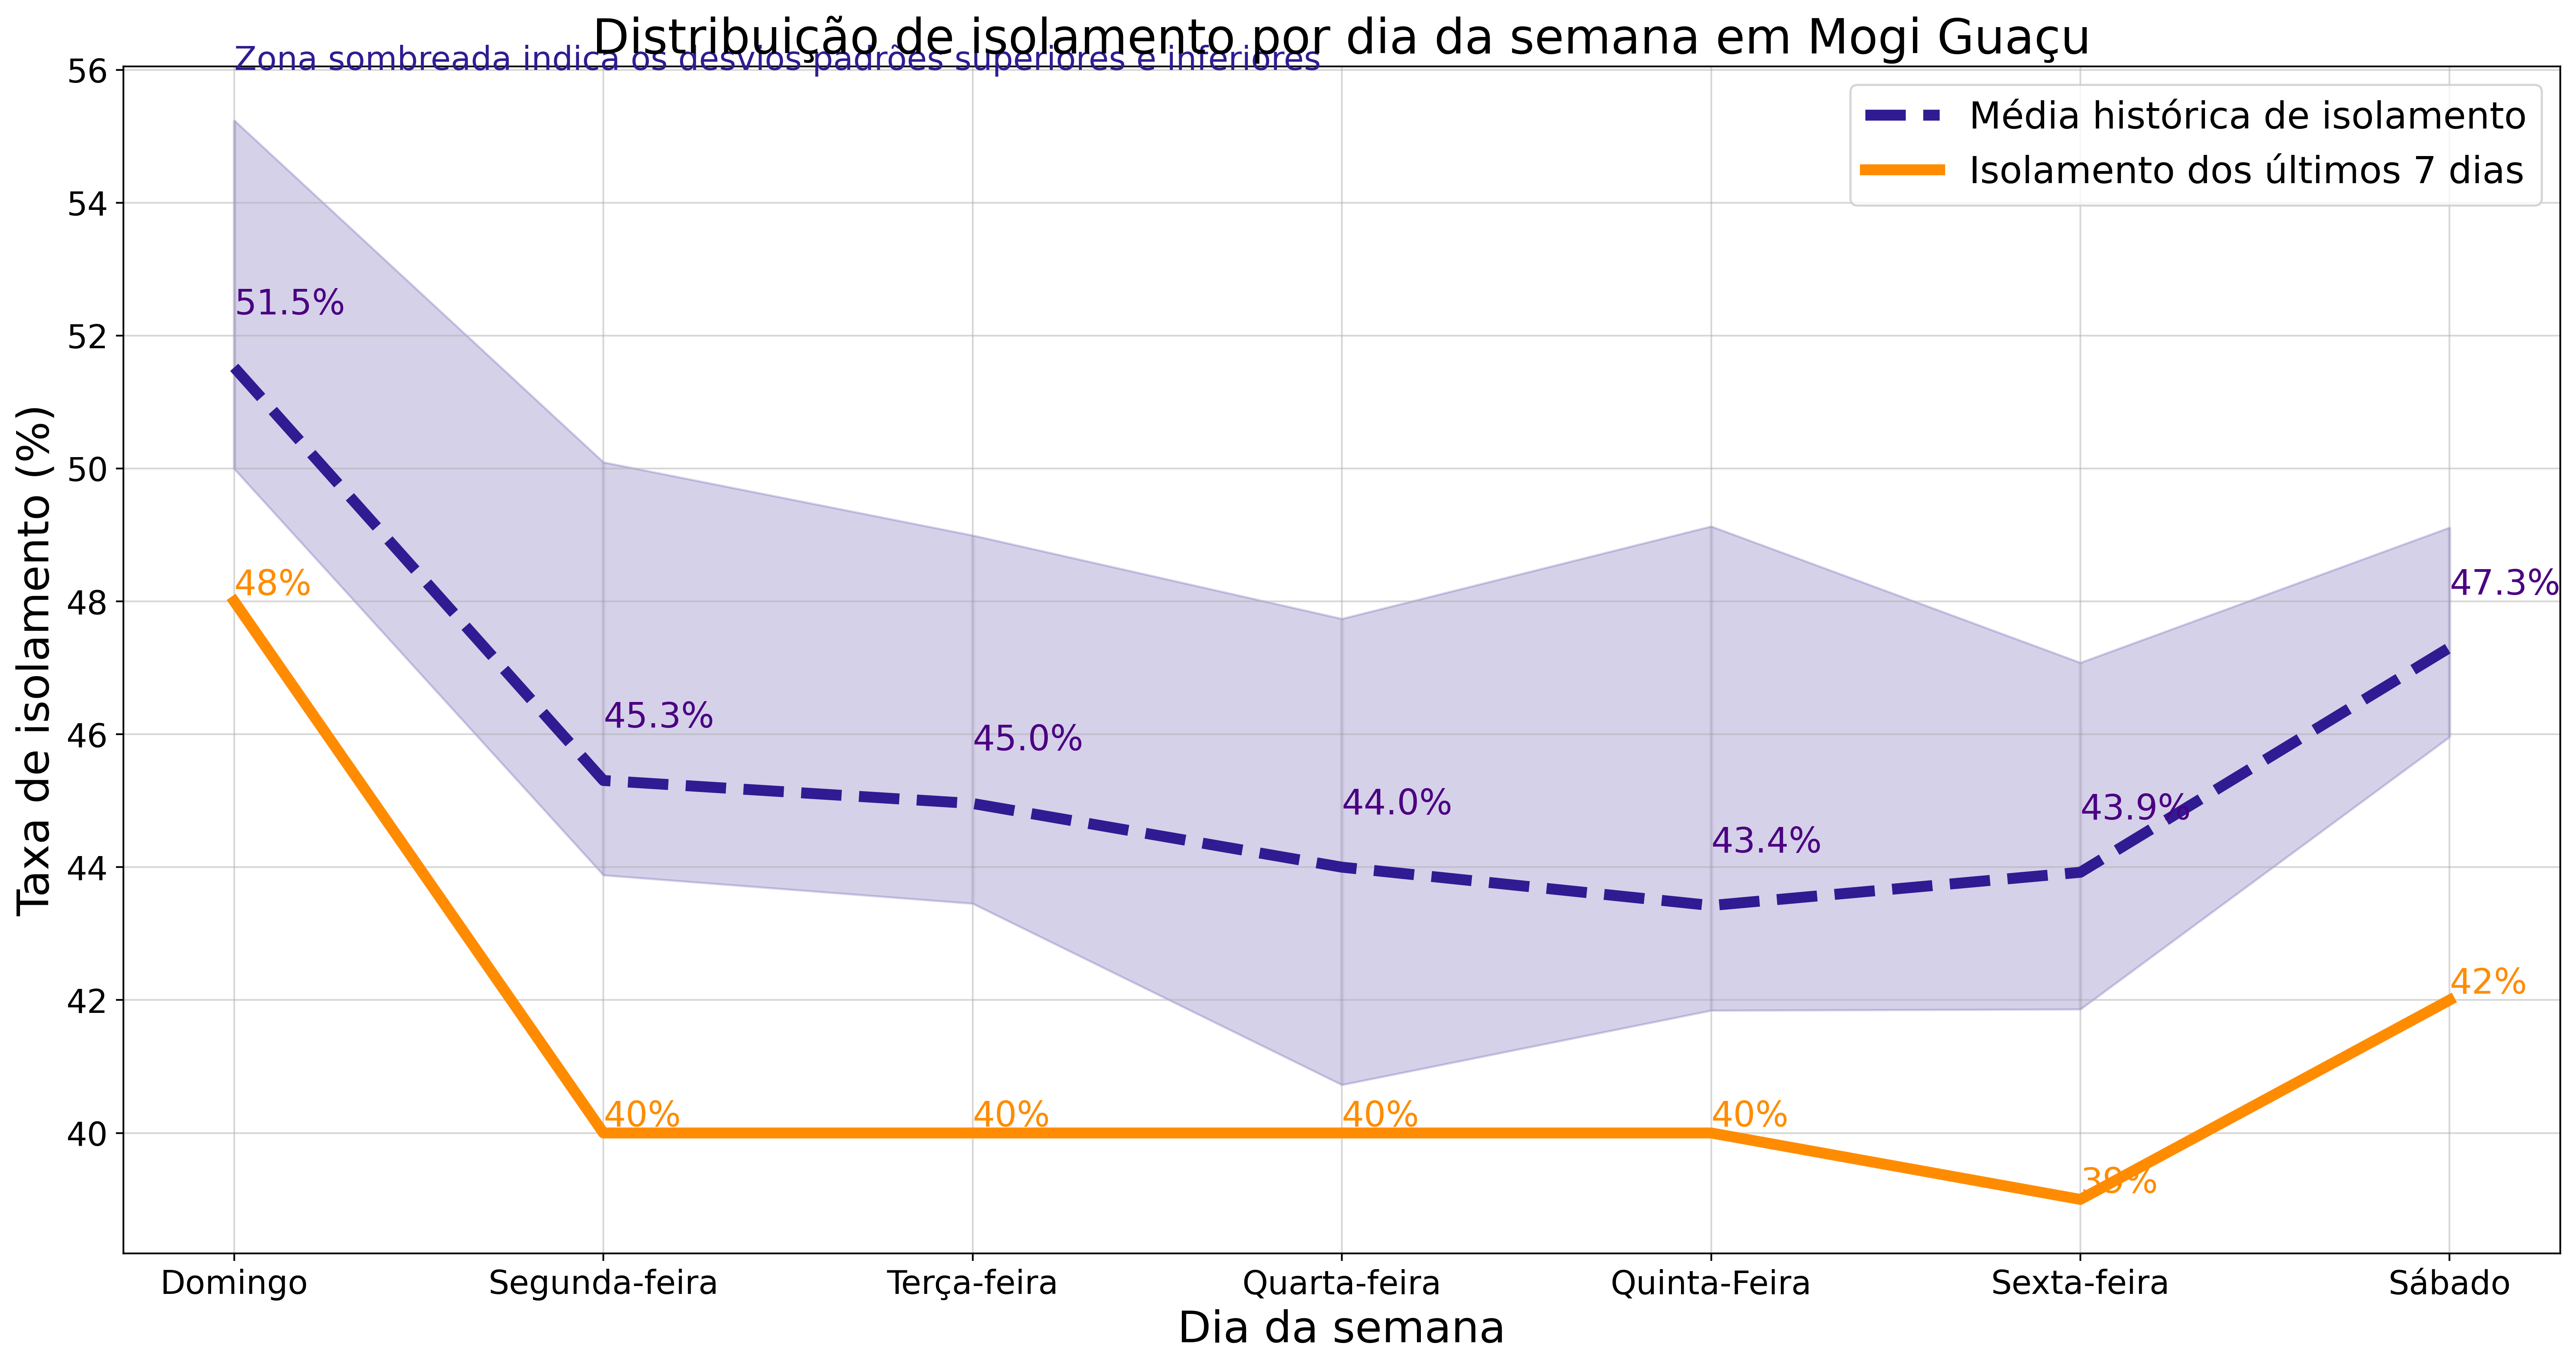 Distribuição de isolamento por dia da semana em Mogi Guaçu
Zona sombreada indica os desvios padrões superiores e inferiores
Média histórica de isolamento
Isolamento dos últimos 7 dias
Taxa de isolamento (%)
56
54
52
50
48
46
44
42
40
51.5%
45.3%
45.0%
44.0%
43.4%
43.9%
47.3%
48%
40%
40%
40%
40%
39%
42%
Domingo
Segunda-feira
Terça-feira
Quarta-feira
Quinta-Feira
Sexta-feira
Sábado
Dia da semana